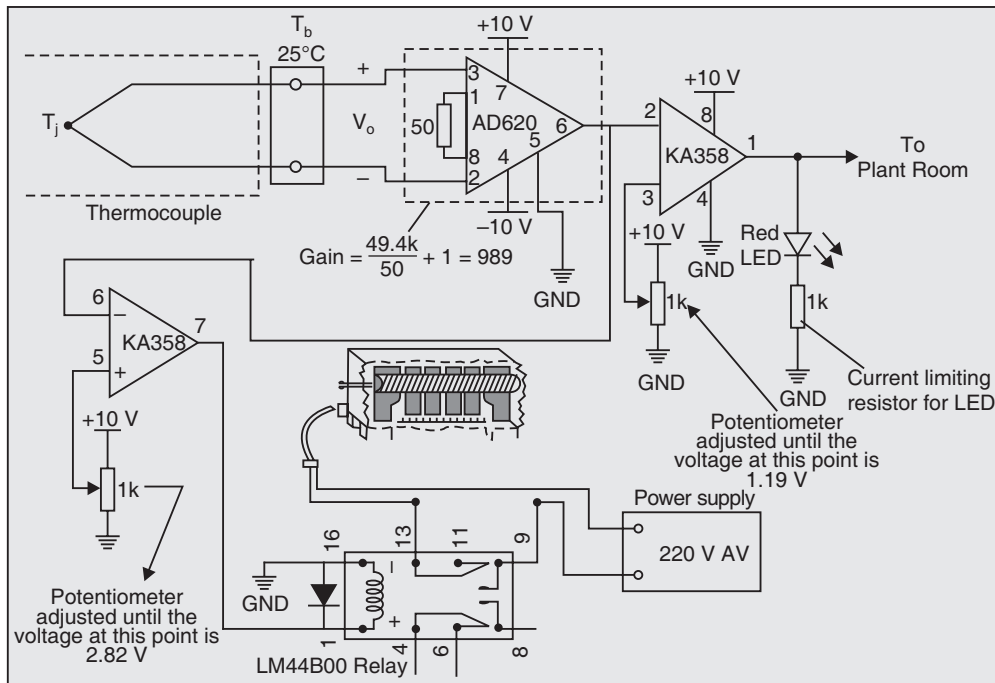 T_b
25°C
T_j
+
V_o
–
Thermocouple
+10 V
3
1
7
50
AD620
6
8
5
4
2
–10 V
GND
Gain = 49.4k/50 + 1 = 989
+10 V
2
8
KA358
1
3
4
To
Plant Room
+10 V
GND
Red
LED
1k
1k
GND
GND
Current limiting
resistor for LED
Potentiometer
adjusted until the
voltage at this point is
1.19 V
6
–
KA358
7
5
+
+10 V
1k
Potentiometer
adjusted until the
voltage at this point is
2.82 V
Power supply
220 V AV
16
13
11
9
GND
–
+
1
4
6
8
LM44B00 Relay